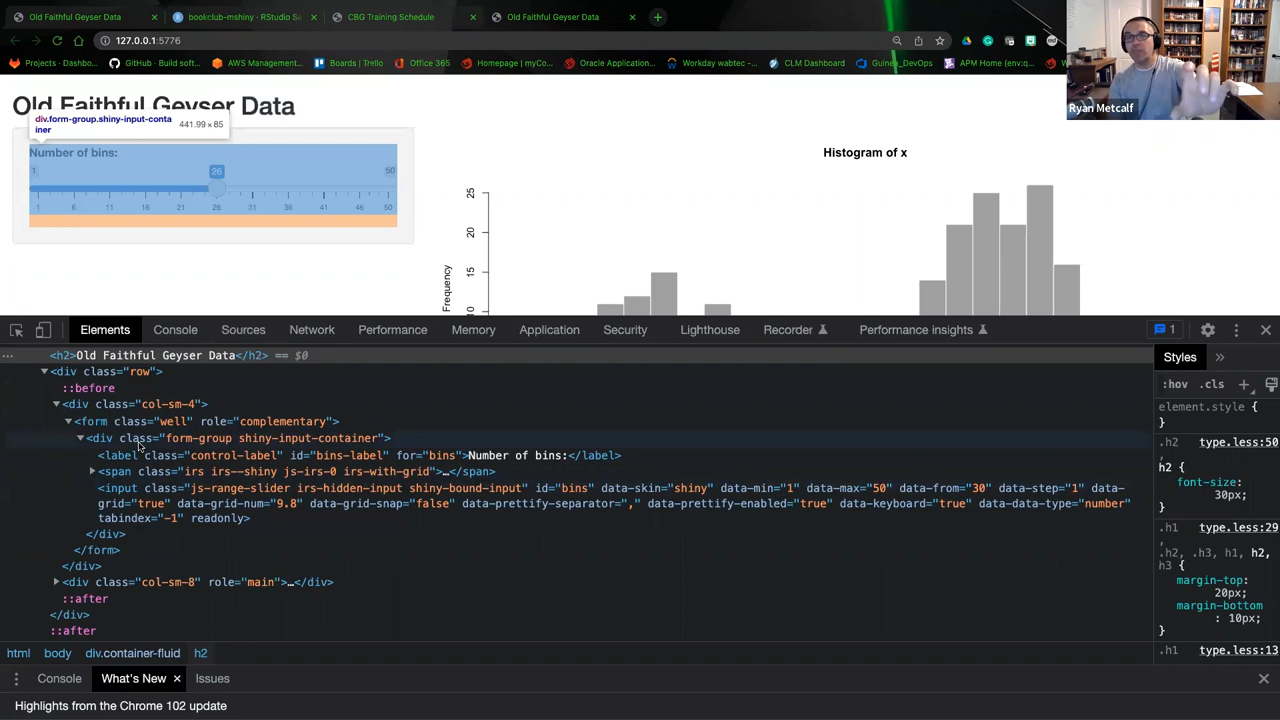 Old Faithful Geyser Data
bookclub-mshiny - RStudio Se
CBG Training Schedule
Old Faithful Geyser Data
127.0.0.1:5776
Projects · Dashbo...
GitHub · Build soft...
AWS Management...
Boards | Trello
Office 365
Homepage | myCo...
Oracle Application...
Workday wabtec -...
CLM Dashboard
Guinea_DevOps
APM Home (env:q...
Ryan Metcalf
Old Faithful Geyser Data
div.form-group.shiny-input-conta
iner
441.99 × 85
Number of bins:
1
26
50
1 6 11 16 21 26 31 36 41 46 50
Histogram of x
Frequency
25
20
15
10
Elements
Console
Sources
Network
Performance
Memory
Application
Security
Lighthouse
Recorder
Performance insights
1
<h2>Old Faithful Geyser Data</h2> == $0
<div class="row">
::before
<div class="col-sm-4">
<form class="well" role="complementary">
<div class="form-group shiny-input-container">
<label class="control-label" id="bins-label" for="bins">Number of bins:</label>
<span class="irs irs--shiny js-irs-0 irs-with-grid">…</span>
<input class="js-range-slider irs-hidden-input shiny-bound-input" id="bins" data-skin="shiny" data-min="1" data-max="50" data-from="30" data-step="1" data-
grid="true" data-grid-num="9.8" data-grid-snap="false" data-prettify-separator="," data-prettify-enabled="true" data-keyboard="true" data-data-type="number"
tabindex="-1" readonly>
</div>
</form>
</div>
<div class="col-sm-8" role="main">…</div>
::after
</div>
::after
Styles
:hov .cls
element.style {
}
.h2 type.less:50
h2 {
font-size:
30px;
}
.h1 type.less:29
,
.h2, .h3, h1, h2,
h3 {
margin-top:
20px;
margin-bottom
: 10px;
}
.h1 type.less:13
html body div.container-fluid h2
Console
What's New
Issues
Highlights from the Chrome 102 update